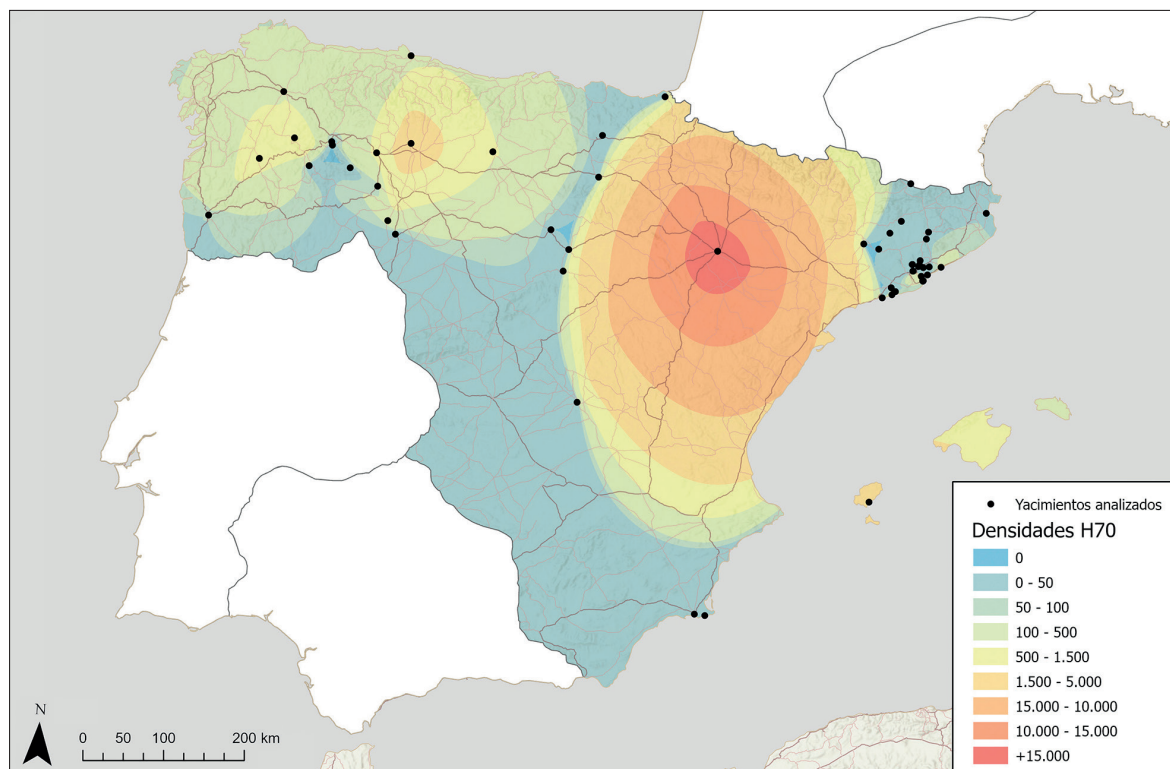 Yacimientos analizados
Densidades H70
0
0 - 50
50 - 100
100 - 500
500 - 1.500
1.500 - 5.000
15.000 - 10.000
10.000 - 15.000
+15.000
N
0 50 100 200 km